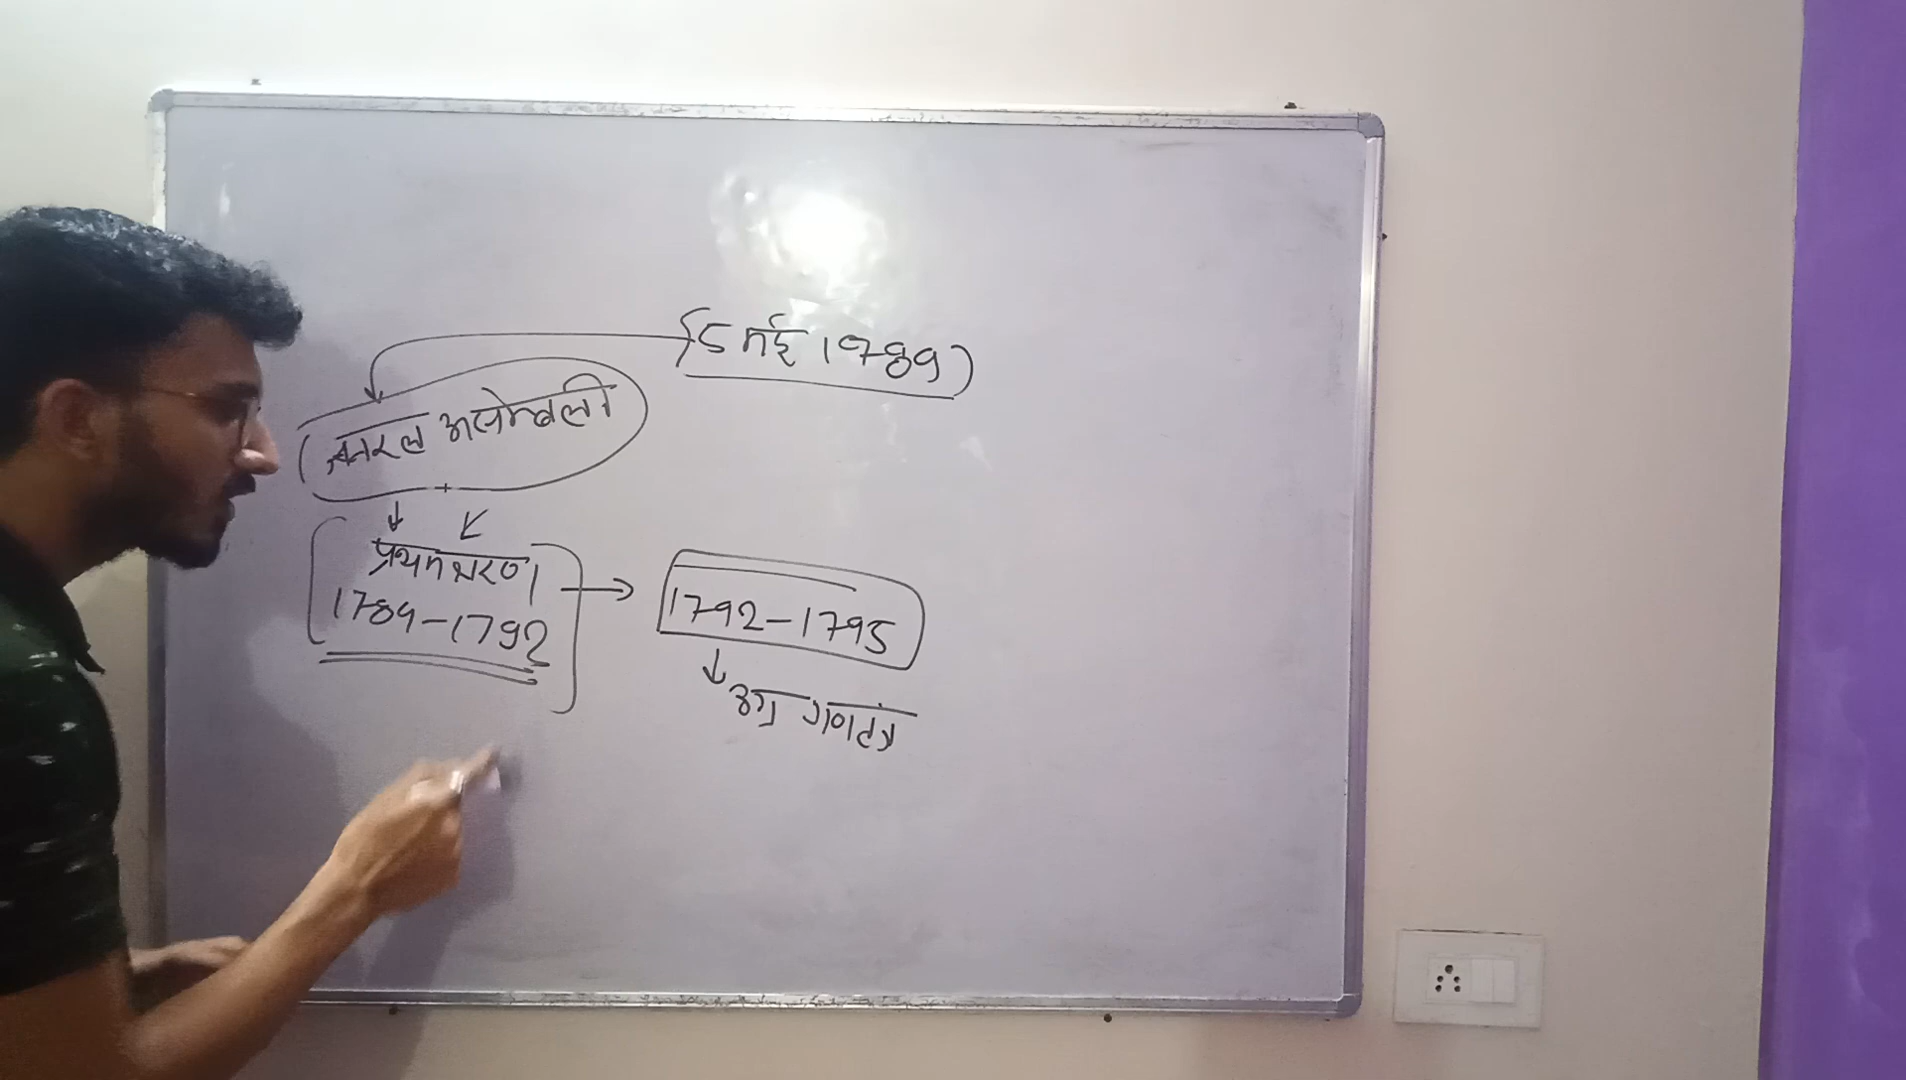 (5 मई 1789)
जनरल असेम्बली
प्रथम चरण
1789-1792
1792-1795
उग्र गणतंत्र